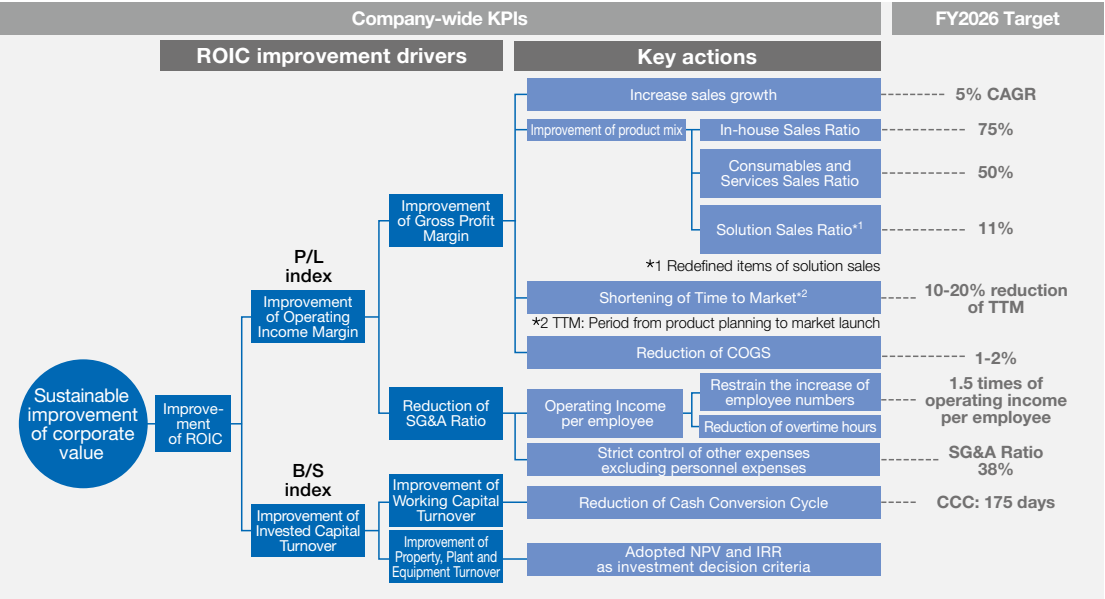 Company-wide KPIs
FY2026 Target
ROIC improvement drivers
Key actions
Sustainable
improvement
of corporate
value
Improve-
ment
of ROIC
P/L
index
Improvement
of Operating
Income Margin
B/S
index
Improvement of
Invested Capital
Turnover
Improvement
of Gross Profit
Margin
Reduction of
SG&A Ratio
Improvement of
Working Capital
Turnover
Improvement of
Property, Plant and
Equipment Turnover
Increase sales growth
5% CAGR
Improvement of product mix
In-house Sales Ratio
75%
Consumables and
Services Sales Ratio
50%
Solution Sales Ratio*1
11%
*1 Redefined items of solution sales
Shortening of Time to Market*2
10-20% reduction
of TTM
*2 TTM: Period from product planning to market launch
Reduction of COGS
1-2%
Operating Income
per employee
Restrain the increase of
employee numbers
Reduction of overtime hours
1.5 times of
operating income
per employee
Strict control of other expenses
excluding personnel expenses
SG&A Ratio
38%
Reduction of Cash Conversion Cycle
CCC: 175 days
Adopted NPV and IRR
as investment decision criteria